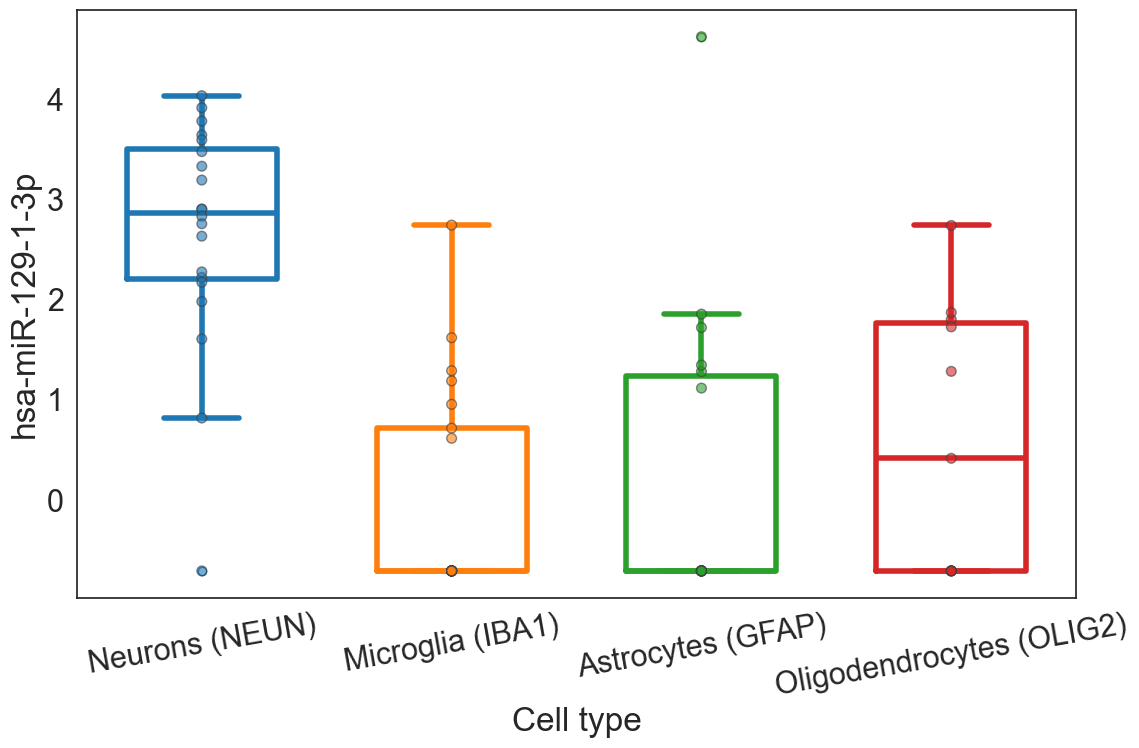 hsa-miR-129-1-3p
4
3
2
1
0
Neurons (NEUN)
Microglia (IBA1)
Astrocytes (GFAP)
Oligodendrocytes (OLIG2)
Cell type